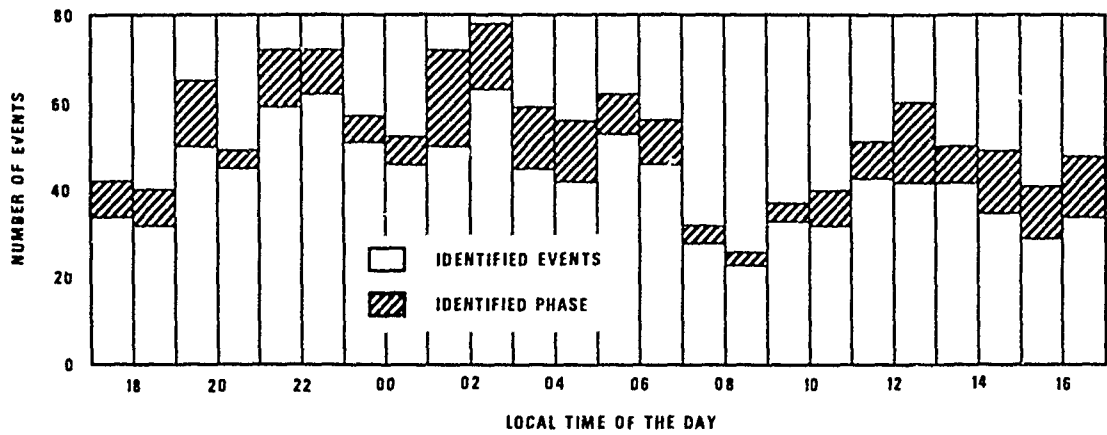 80
60
40
20
0
NUMBER OF EVENTS
IDENTIFIED EVENTS
IDENTIFIED PHASE
18 20 22 00 02 04 06 08 10 12 14 16
LOCAL TIME OF THE DAY